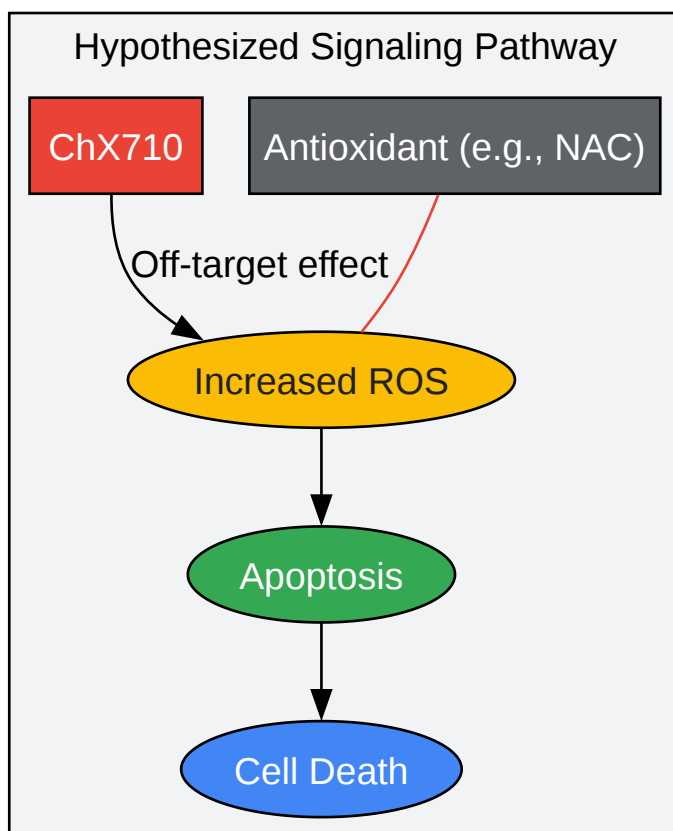 Hypothesized Signaling Pathway
ChX710
Antioxidant (e.g., NAC)
Off-target effect
Increased ROS
Apoptosis
Cell Death